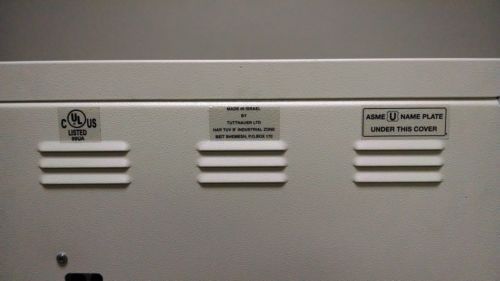 C UL US
LISTED
99UA
MADE IN ISRAEL
BY
TUTTNAUER LTD
HAR TUV B' INDUSTRIAL ZONE
BEIT SHEMESH, P.O.BOX 170
ASME U NAME PLATE
UNDER THIS COVER